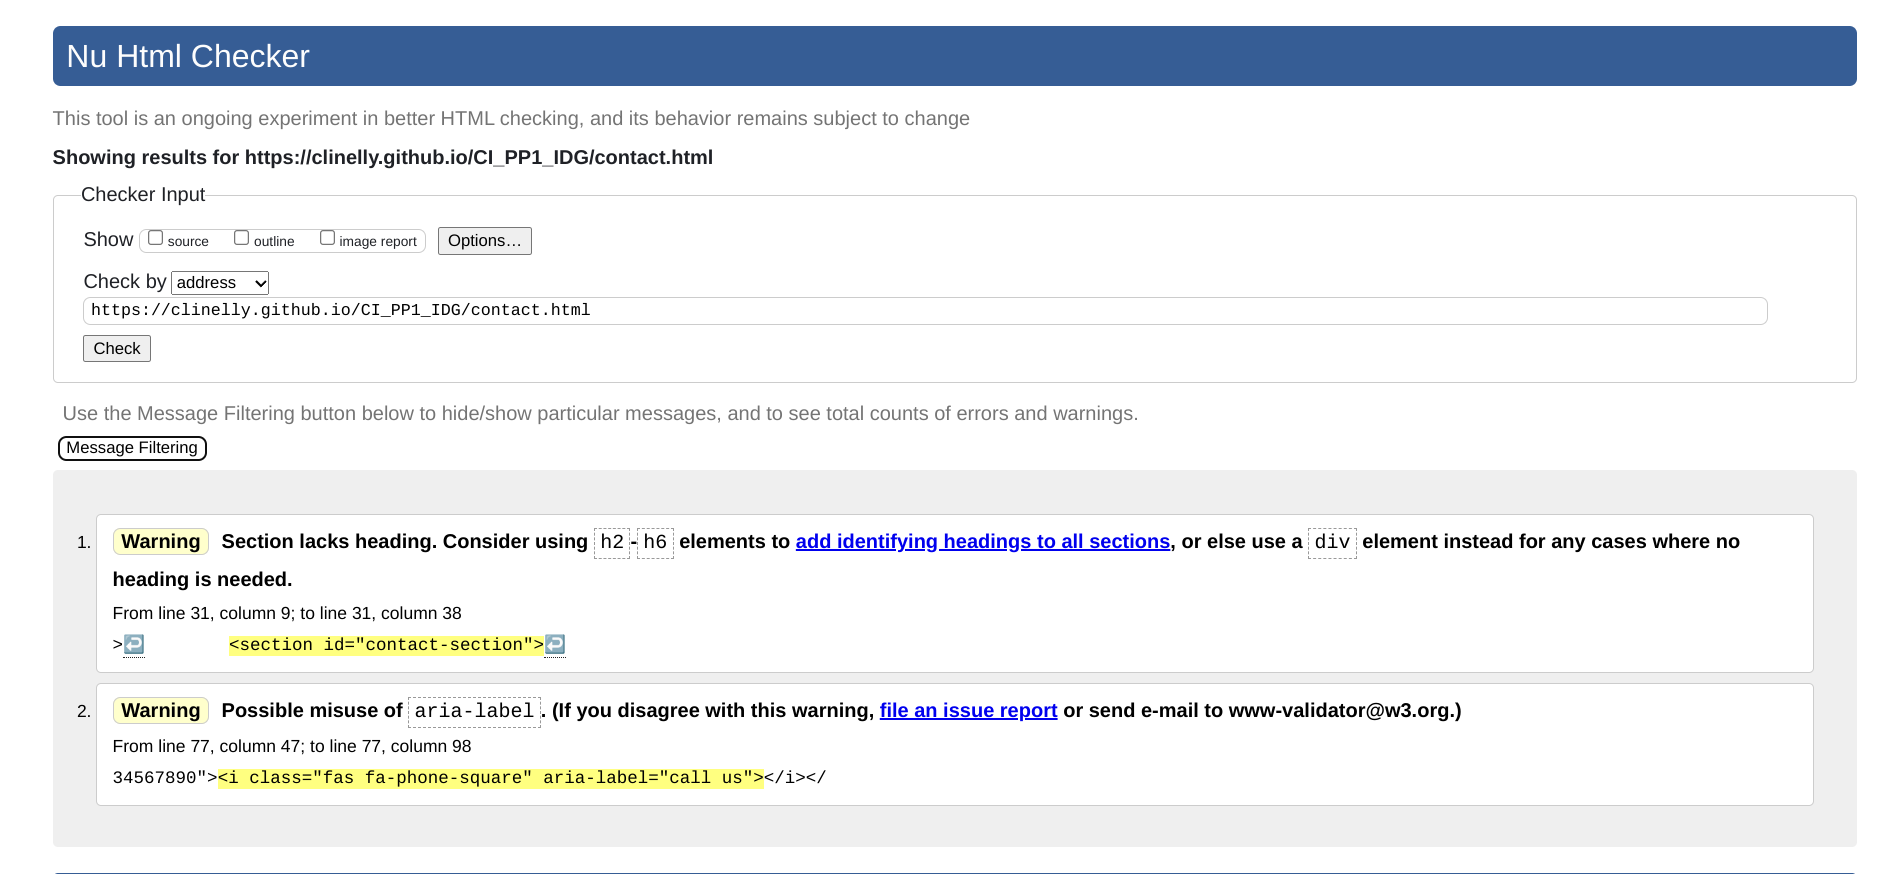 Nu Html Checker
This tool is an ongoing experiment in better HTML checking, and its behavior remains subject to change
Showing results for https://clinelly.github.io/CI_PP1_IDG/contact.html
Checker Input
Show source outline image report Options…
Check by address
https://clinelly.github.io/CI_PP1_IDG/contact.html
Check
Use the Message Filtering button below to hide/show particular messages, and to see total counts of errors and warnings.
Message Filtering
1. Warning Section lacks heading. Consider using h2-h6 elements to add identifying headings to all sections, or else use a div element instead for any cases where no
heading is needed.
From line 31, column 9; to line 31, column 38
>↩ <section id="contact-section">↩
2. Warning Possible misuse of aria-label. (If you disagree with this warning, file an issue report or send e-mail to www-validator@w3.org.)
From line 77, column 47; to line 77, column 98
34567890"><i class="fas fa-phone-square" aria-label="call us"></i></